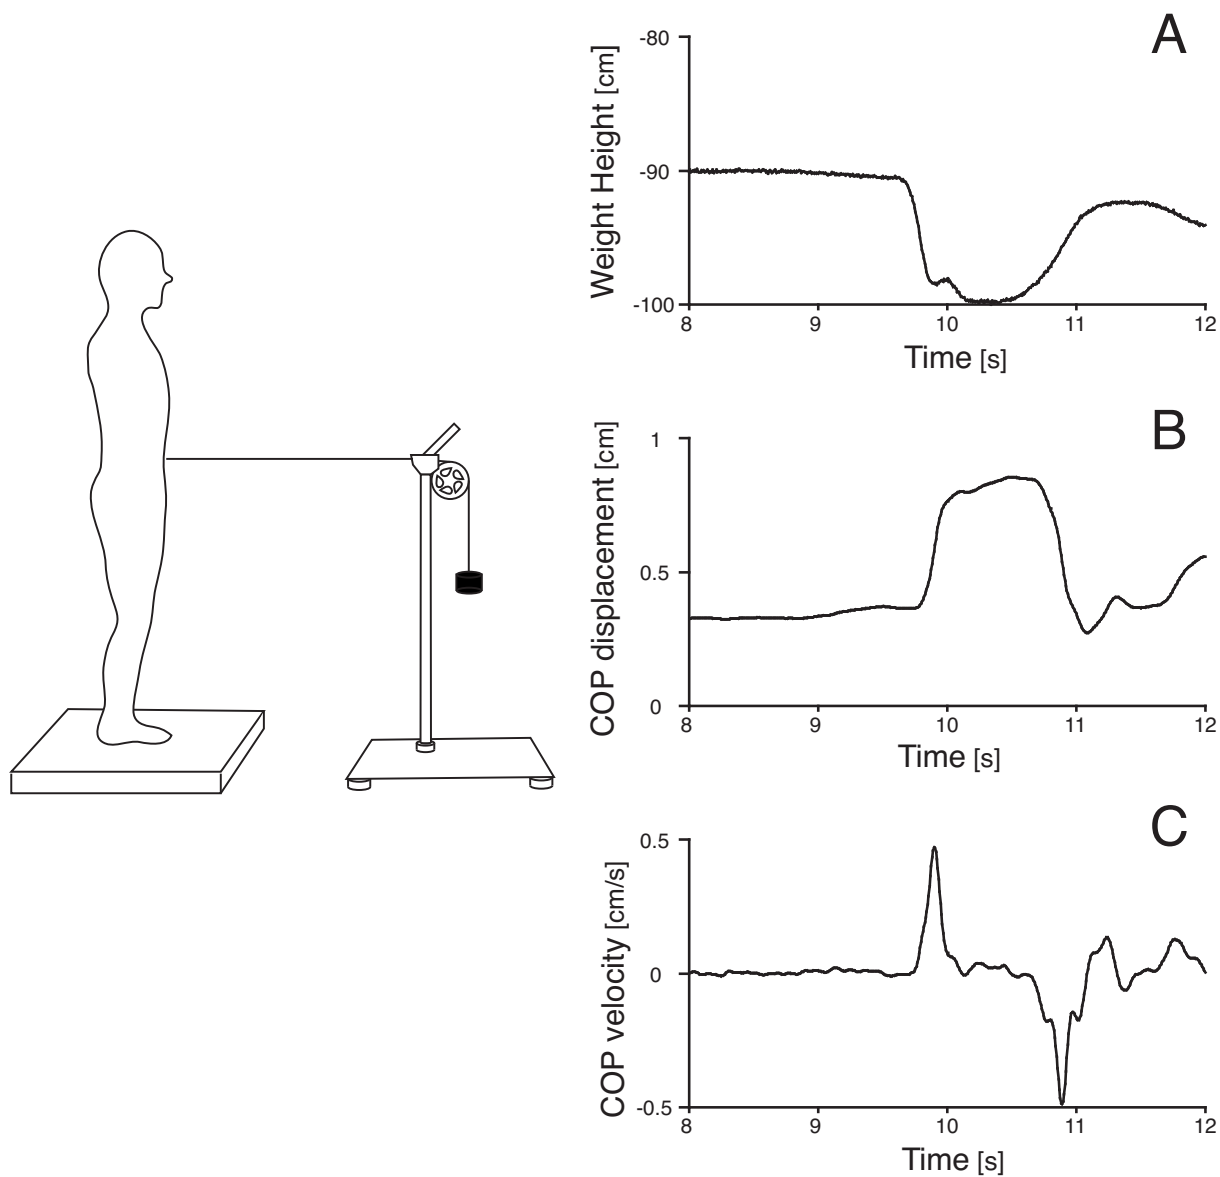 A
Weight Height [cm]
-80
-90
-100
8 9 10 11 12
Time [s]
B
COP displacement [cm]
1
0.5
0
8 9 10 11 12
Time [s]
C
COP velocity [cm/s]
0.5
0
-0.5
8 9 10 11 12
Time [s]